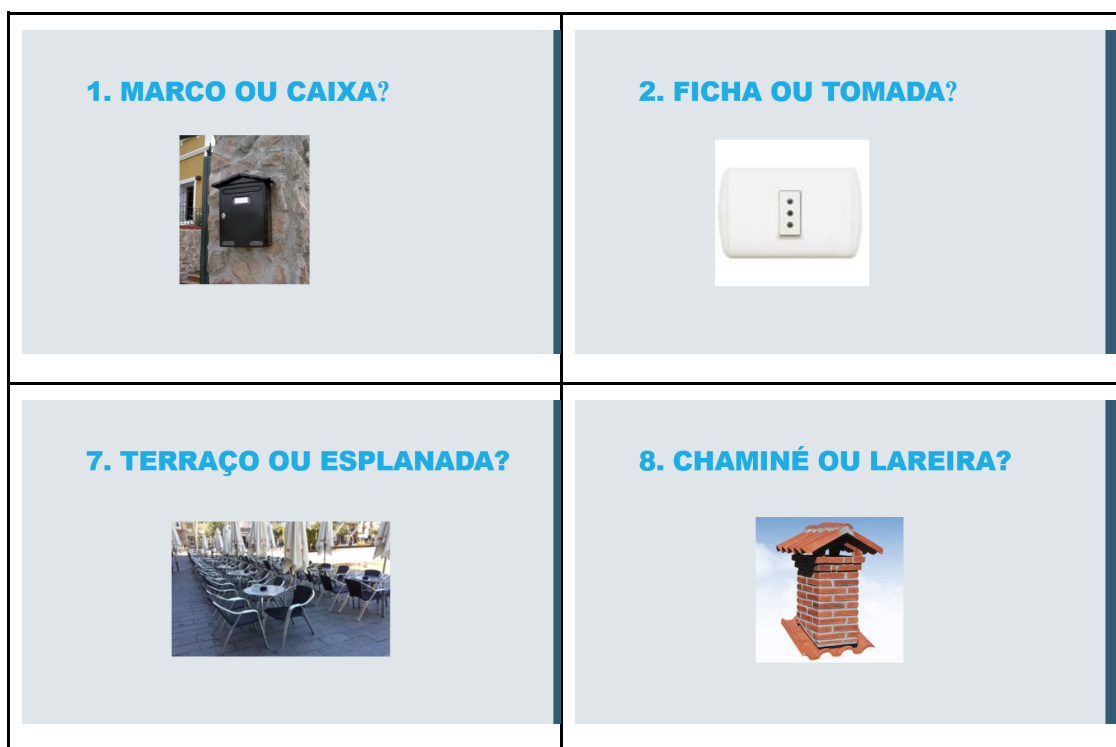 1. MARCO OU CAIXA?
2. FICHA OU TOMADA?
7. TERRAÇO OU ESPLANADA?
8. CHAMINÉ OU LAREIRA?